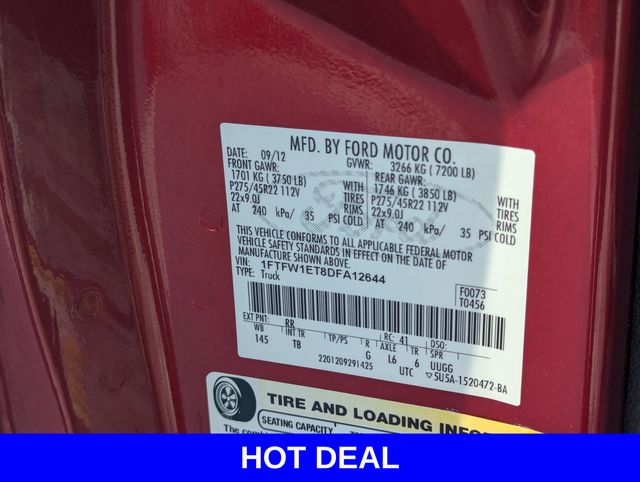 MFD. BY FORD MOTOR CO.
DATE: 09/12 GVWR: 3266 KG ( 7200 LB)
FRONT GAWR: REAR GAWR:
1701 KG ( 3750 LB) 1746 KG ( 3850 LB)
P275/45R22 112V TIRES P275/45R22 112V TIRES
22x9.0J RIMS 22x9.0J RIMS
AT 240 kPa/ 35 PSI COLD AT 240 kPa/ 35 PSI COLD
THIS VEHICLE CONFORMS TO ALL APPLICABLE FEDERAL MOTOR
VEHICLE SAFETY STANDARDS IN EFFECT ON THE DATE OF
MANUFACTURE SHOWN ABOVE.
VIN: 1FTFW1ET8DFA12644
TYPE: Truck
F0073
T0456
EXT PNT: RR RC: 41 DSO:
WB INT TR TP/PS R AXLE TR SPR
145 TB G L6 6 UUGG
2201209291425 UTC ▽5U5A-1520472-BA
TIRE AND LOADING
SEATING CAPACITY
The
HOT DEAL